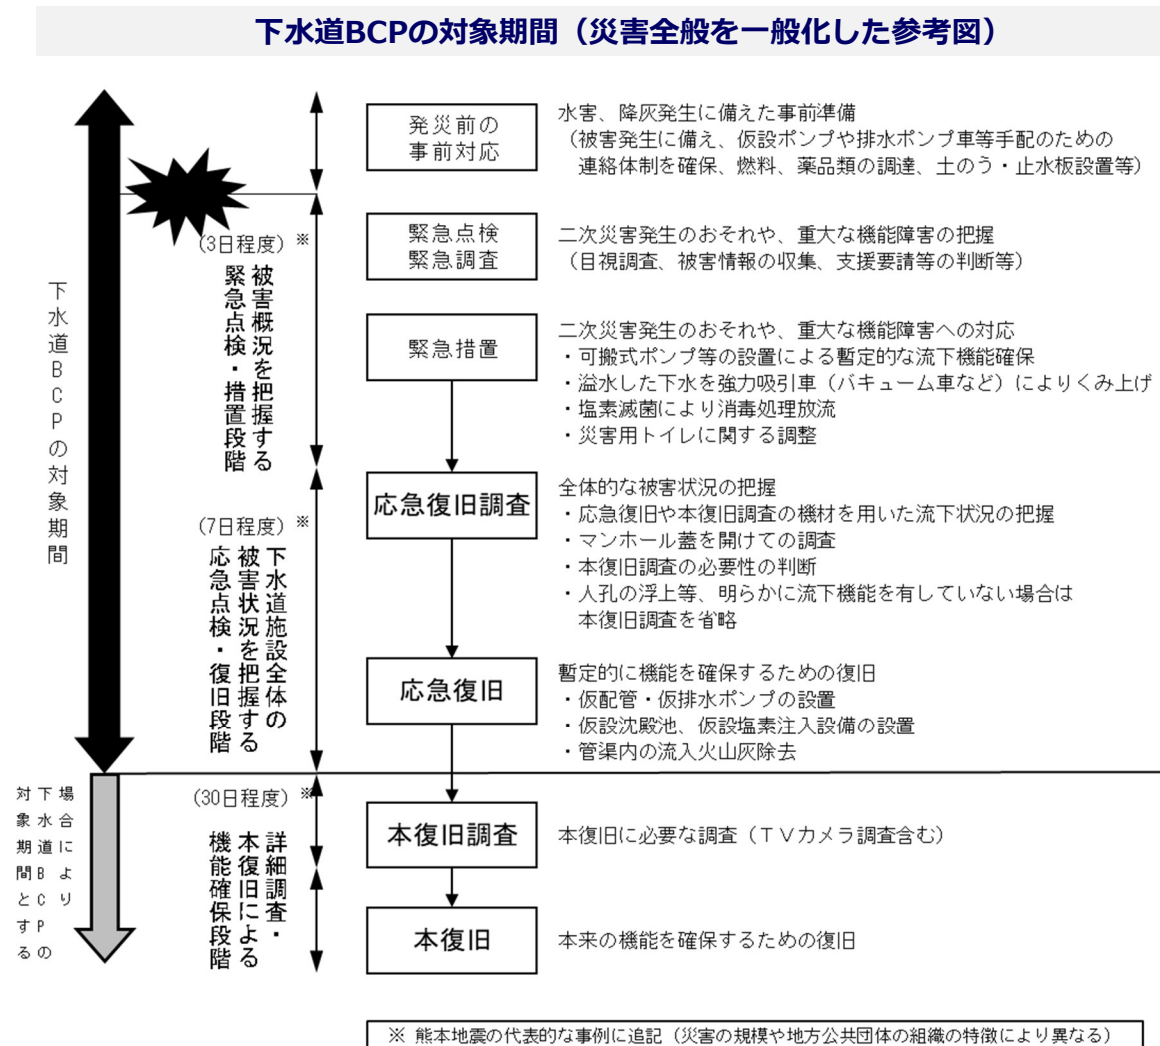 下水道BCPの対象期間（災害全般を一般化した参考図）
下水道BCPの対象期間
発災前の
事前対応
水害、降灰発生に備えた事前準備
（被害発生に備え、仮設ポンプや排水ポンプ車等手配のための
連絡体制を確保、燃料、薬品類の調達、土のう・止水板設置等）
（3日程度）※
被害概況を把握する
緊急点検・措置段階
緊急点検
緊急調査
二次災害発生のおそれや、重大な機能障害の把握
（目視調査、被害情報の収集、支援要請等の判断等）
緊急措置
二次災害発生のおそれや、重大な機能障害への対応
・可搬式ポンプ等の設置による暫定的な流下機能確保
・溢水した下水を強力吸引車（バキューム車など）によりくみ上げ
・塩素滅菌により消毒処理放流
・災害用トイレに関する調整
（7日程度）※
下水道施設全体の
被害状況を把握する
応急点検・復旧段階
応急復旧調査
全体的な被害状況の把握
・応急復旧や本復旧調査の機材を用いた流下状況の把握
・マンホール蓋を開けての調査
・本復旧調査の必要性の判断
・人孔の浮上等、明らかに流下機能を有していない場合は
本復旧調査を省略
応急復旧
暫定的に機能を確保するための復旧
・仮配管・仮排水ポンプの設置
・仮設沈殿池、仮設塩素注入設備の設置
・管渠内の流入火山灰除去
場合により
下水道BCPの
対象期間とする
（30日程度）※
詳細調査・
本復旧による
機能確保段階
本復旧調査
本復旧に必要な調査（ＴＶカメラ調査含む）
本復旧
本来の機能を確保するための復旧
※ 熊本地震の代表的な事例に追記（災害の規模や地方公共団体の組織の特徴により異なる）